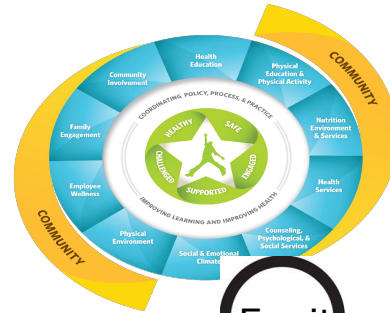 COMMUNITY
Health
Education
Physical
Education &
Physical Activity
Nutrition
Environment
& Services
Health
Services
Counseling,
Psychological, &
Social Services
Social & Emotional
Climate
Physical
Environment
Employee
Wellness
Family
Engagement
Community
Involvement
COORDINATING POLICY, PROCESS, & PRACTICE
IMPROVING LEARNING AND IMPROVING HEALTH
HEALTHY
SAFE
ENGAGED
SUPPORTED
CHALLENGED
COMMUNITY